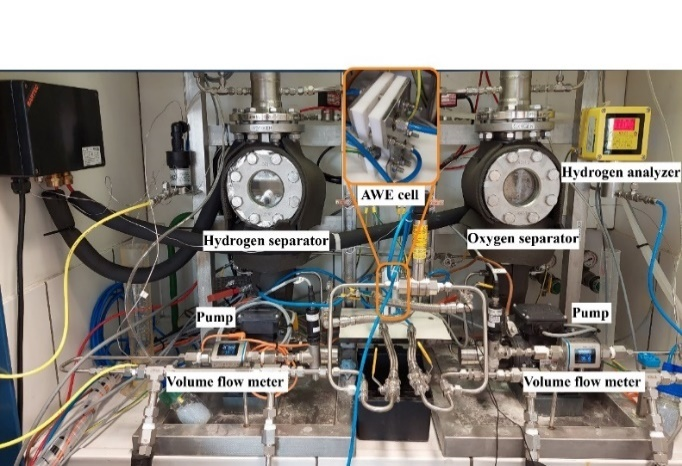 AWE cell
Hydrogen analyzer
Hydrogen separator
Oxygen separator
Pump
Pump
Volume flow meter
Volume flow meter